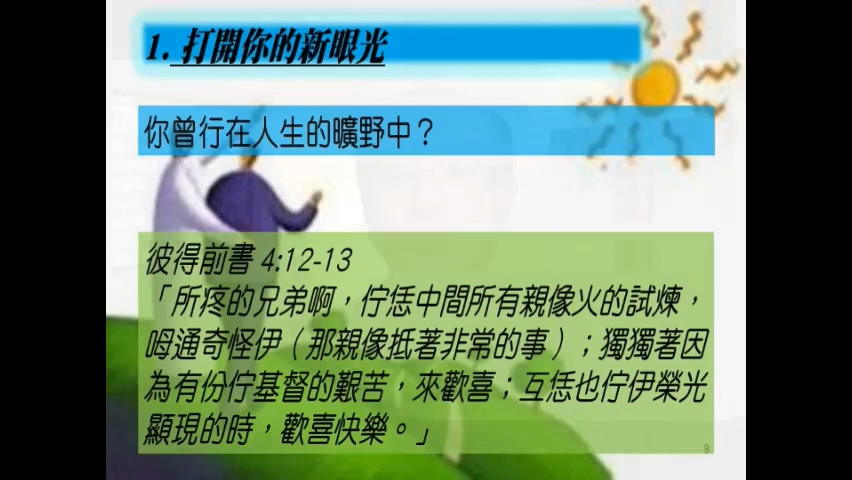 1. 打開你的新眼光
你曾行在人生的曠野中？
彼得前書 4:12-13
「所疼的兄弟啊，佇恁中間所有親像火的試煉，
呣通奇怪伊（那親像抵著非常的事）；獨獨著因
為有份佇基督的艱苦，來歡喜；互恁也佇伊榮光
顯現的時，歡喜快樂。」
8